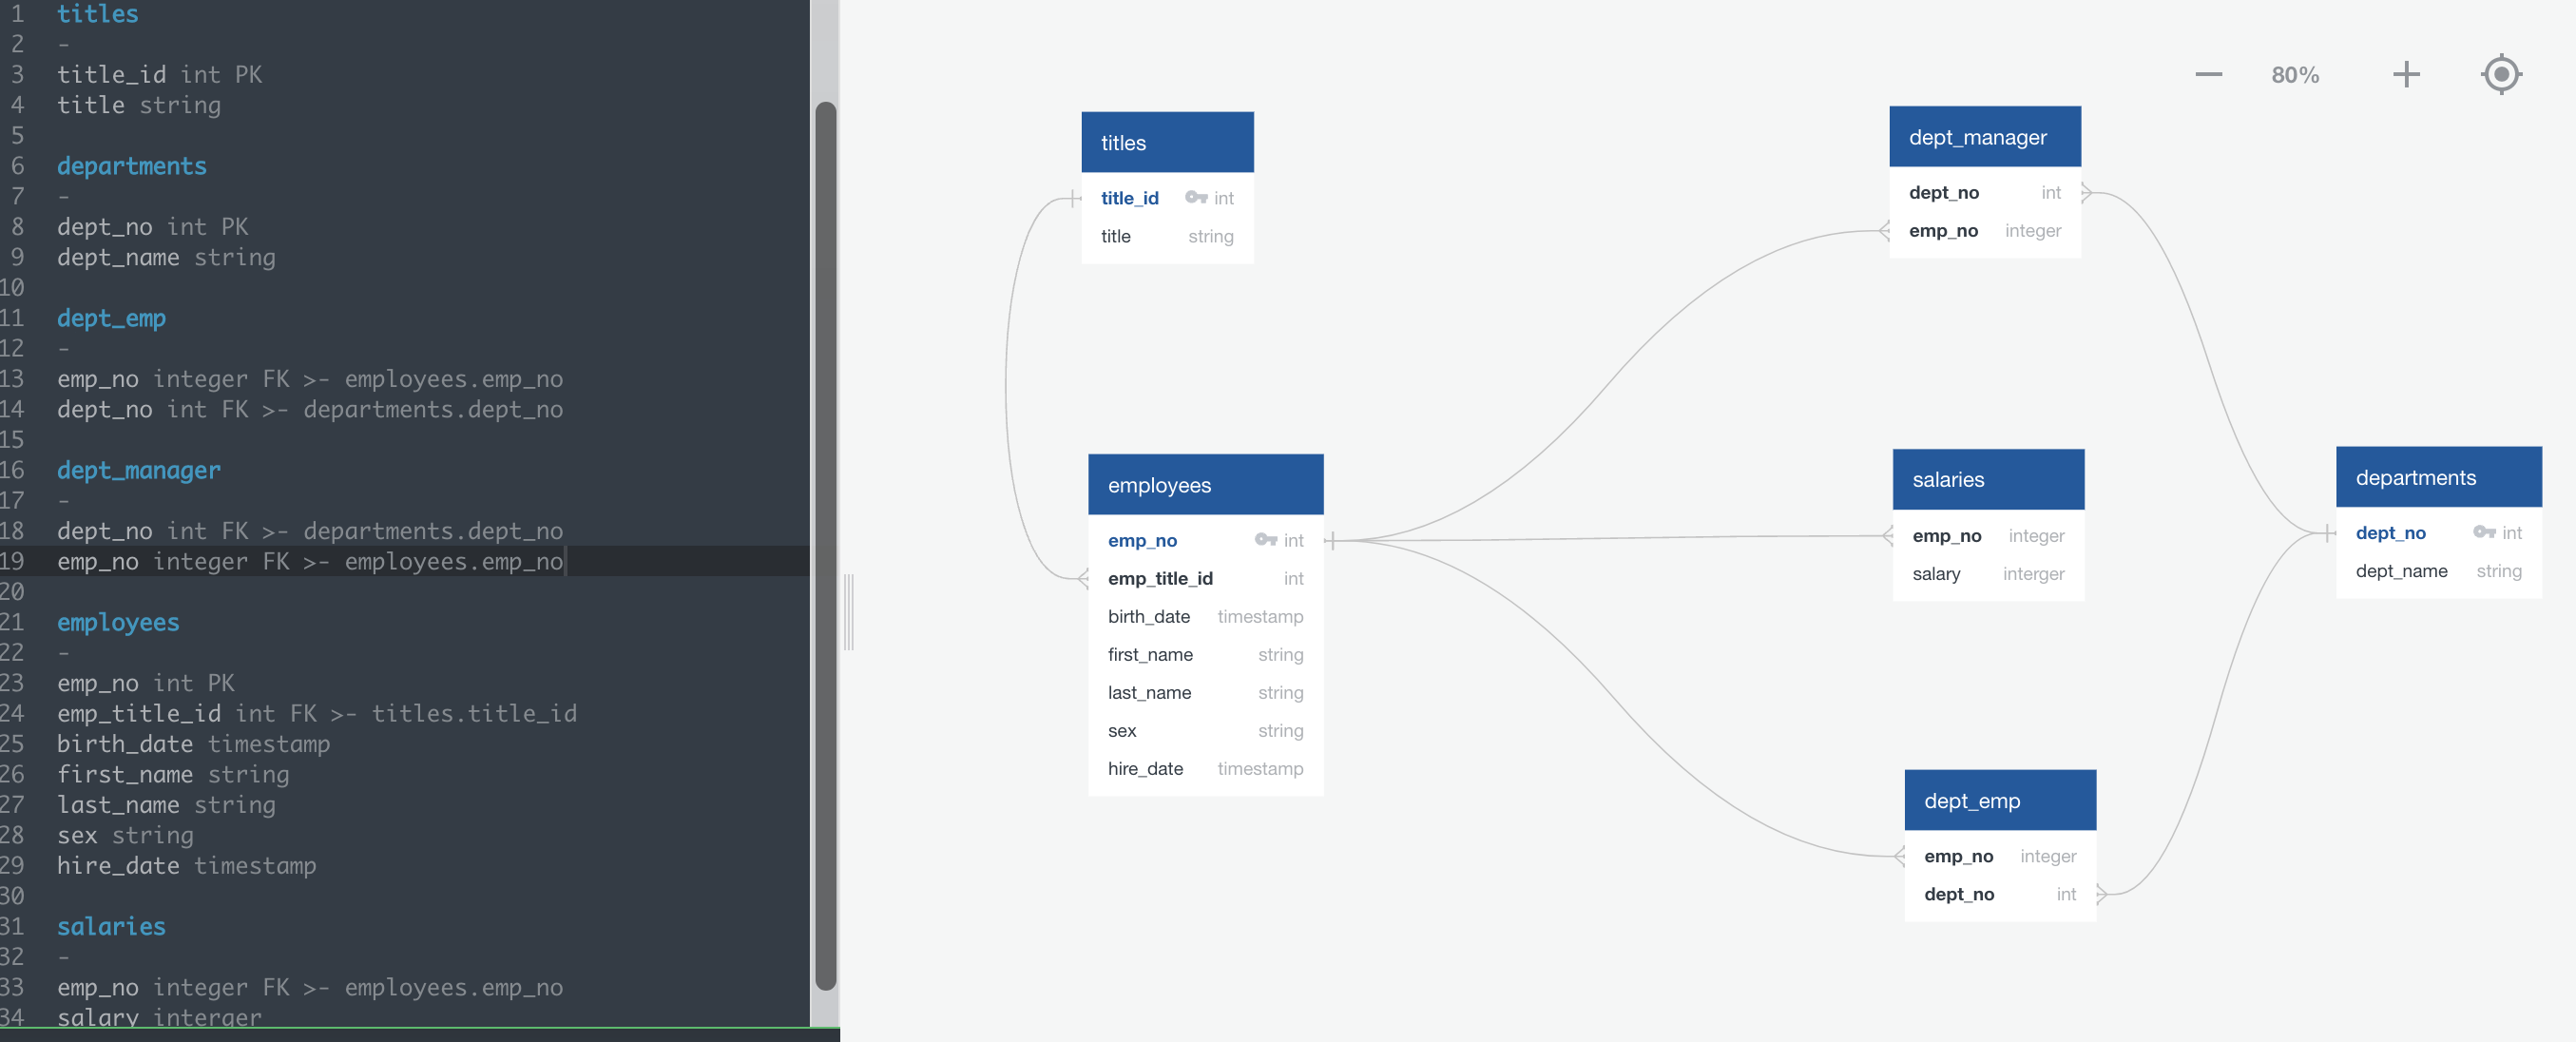 1 titles
2 -
3 title_id int PK
4 title string
5
6 departments
7 -
8 dept_no int PK
9 dept_name string
10
11 dept_emp
12 -
13 emp_no integer FK >- employees.emp_no
14 dept_no int FK >- departments.dept_no
15
16 dept_manager
17 -
18 dept_no int FK >- departments.dept_no
19 emp_no integer FK >- employees.emp_no
20
21 employees
22 -
23 emp_no int PK
24 emp_title_id int FK >- titles.title_id
25 birth_date timestamp
26 first_name string
27 last_name string
28 sex string
29 hire_date timestamp
30
31 salaries
32 -
33 emp_no integer FK >- employees.emp_no
34 salary interger
80%
titles
title_id int
title string
employees
emp_no int
emp_title_id int
birth_date timestamp
first_name string
last_name string
sex string
hire_date timestamp
dept_manager
dept_no int
emp_no integer
salaries
emp_no integer
salary interger
dept_emp
emp_no integer
dept_no int
departments
dept_no int
dept_name string